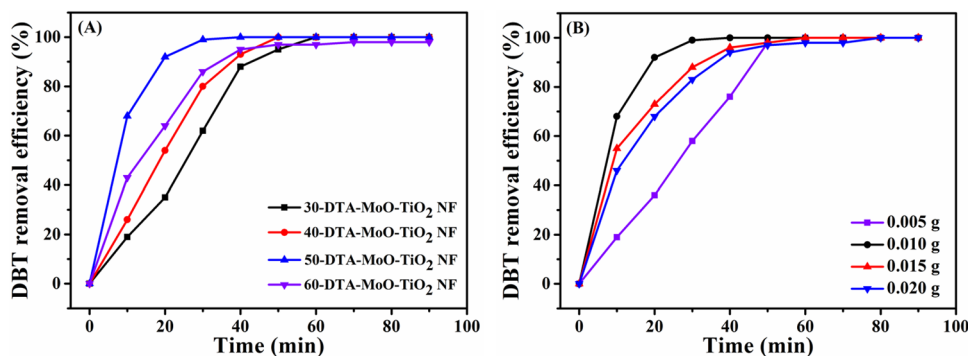 (A)
DBT removal efficiency (%)
100
80
60
40
20
0
30-DTA-MoO-TiO2 NF
40-DTA-MoO-TiO2 NF
50-DTA-MoO-TiO2 NF
60-DTA-MoO-TiO2 NF
0 20 40 60 80 100
Time (min)
(B)
DBT removal efficiency (%)
100
80
60
40
20
0
0.005 g
0.010 g
0.015 g
0.020 g
0 20 40 60 80 100
Time (min)